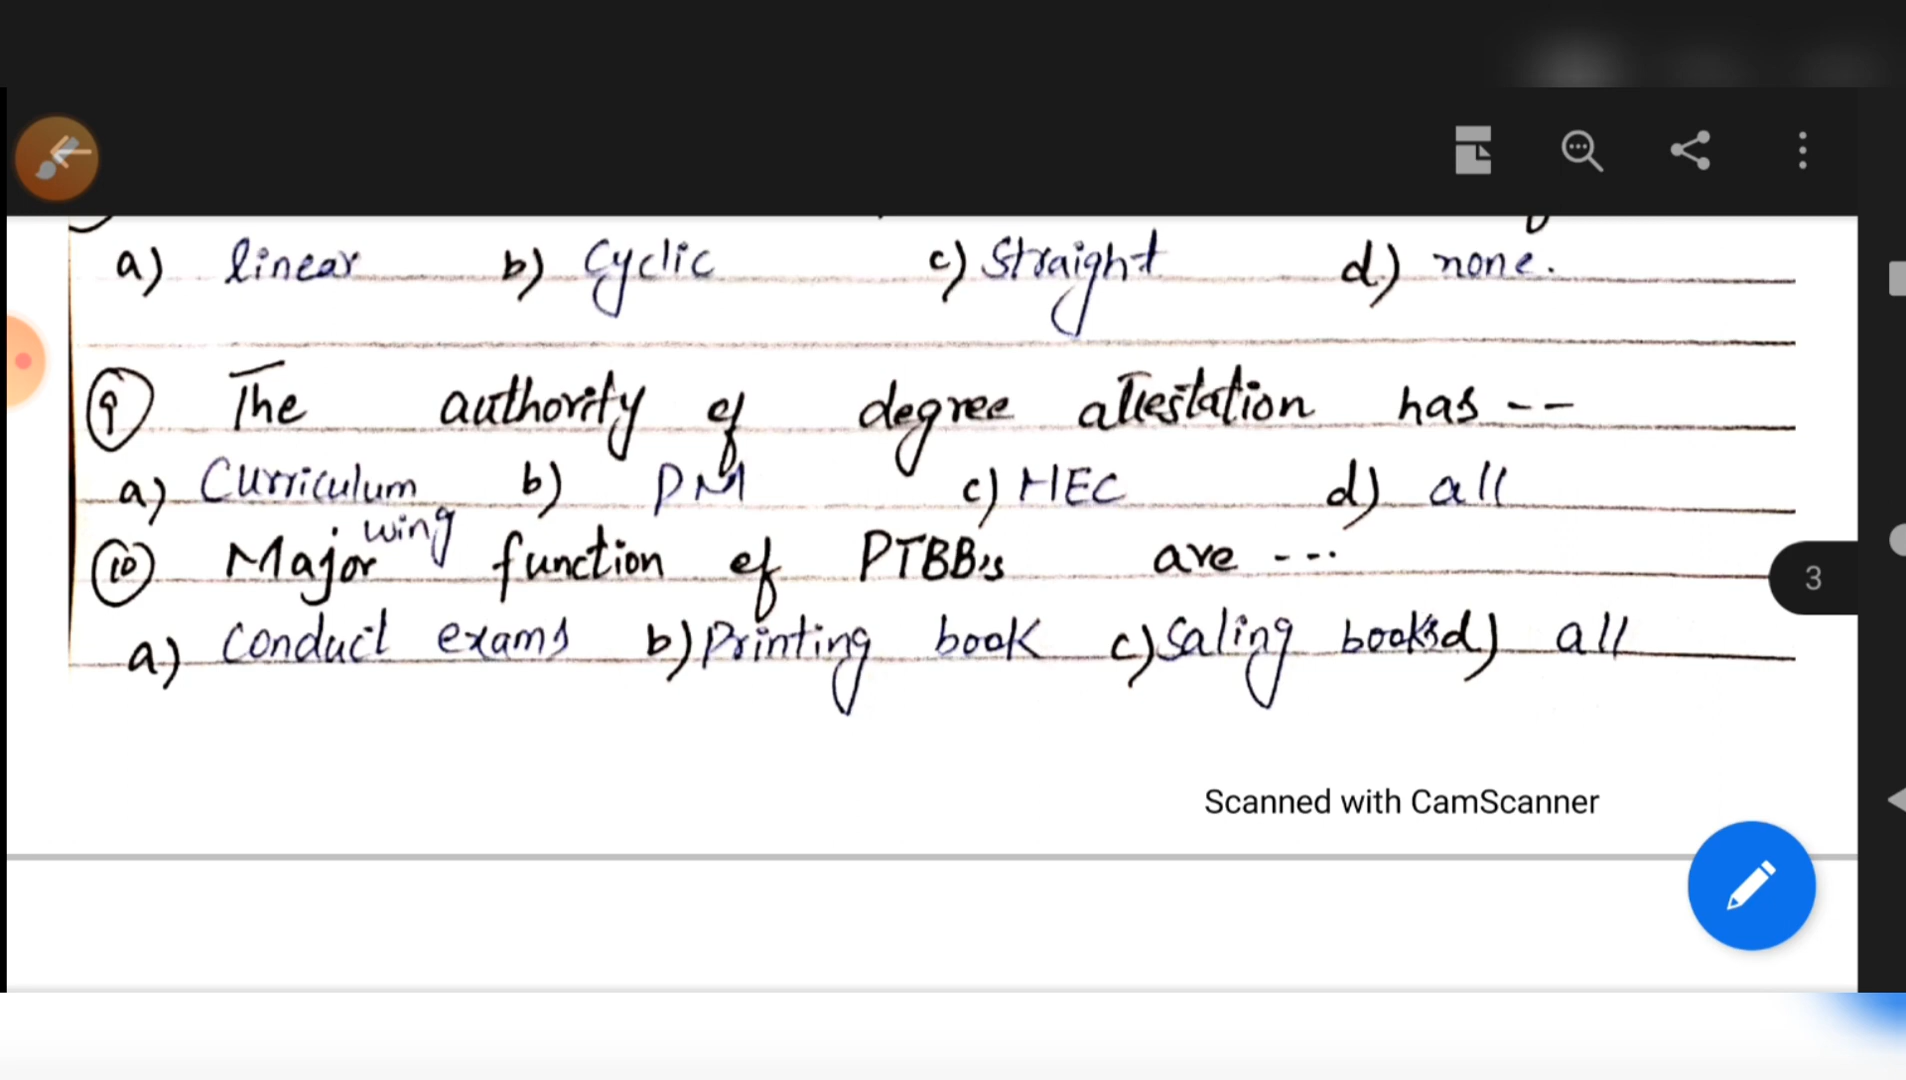 a) linear b) Cyclic c) Straight d) none.
9 The authority of degree attestation has --
a) Curriculum b) PM c) HEC d) all
wing
10 Major function of PTBB's are ---
a) conduct exams b) Printing book c) Saling books d) all
3
Scanned with CamScanner